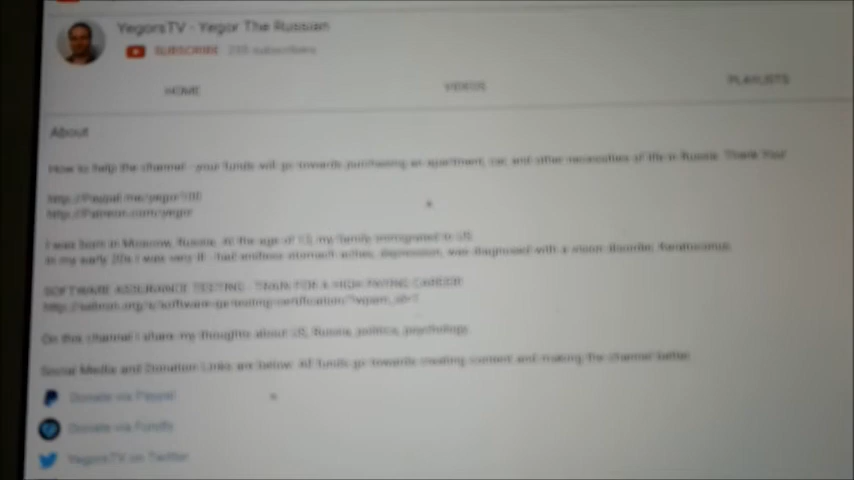 YegorsTV - Yegor The Russian
SUBSCRIBE subscribers
HOME
VIDEOS
PLAYLISTS
About
How to help the channel - your funds will go towards purchasing an apartment, car, and other necessities of life in Russia. Thank You!
http://Paypal.me/yegor100
http://Patreon.com/yegor
I was born in Moscow, Russia. At the age of 13, my family immigrated to US.
In my early 20s I was very ill - had endless stomach aches, depression, was diagnosed with a vision disorder, Keratoconus.
SOFTWARE ASSURANCE TESTING - TRAIN FOR A HIGH PAYING CAREER
On this channel I share my thoughts about US, Russia, politics, psychology.
Social Media and Donation Links are below. All funds go towards creating content and making the channel better.
Donate via Paypal
Donate via Fundly
YegorsTV on Twitter